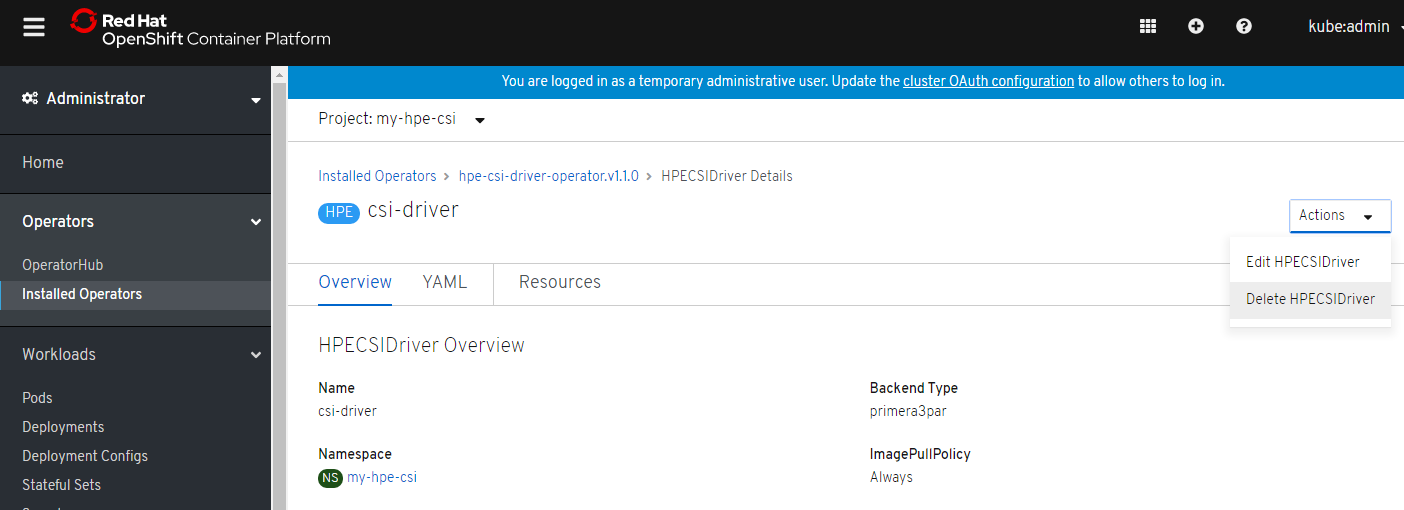 Red Hat
OpenShift Container Platform
kube:admin
Administrator
Home
Operators
OperatorHub
Installed Operators
Workloads
Pods
Deployments
Deployment Configs
Stateful Sets
You are logged in as a temporary administrative user. Update the cluster OAuth configuration to allow others to log in.
Project: my-hpe-csi
Installed Operators > hpe-csi-driver-operator.v1.1.0 > HPECSIDriver Details
HPE csi-driver
Actions
Edit HPECSIDriver
Delete HPECSIDriver
Overview YAML Resources
HPECSIDriver Overview
Name
csi-driver
Namespace
NS my-hpe-csi
Backend Type
primera3par
ImagePullPolicy
Always